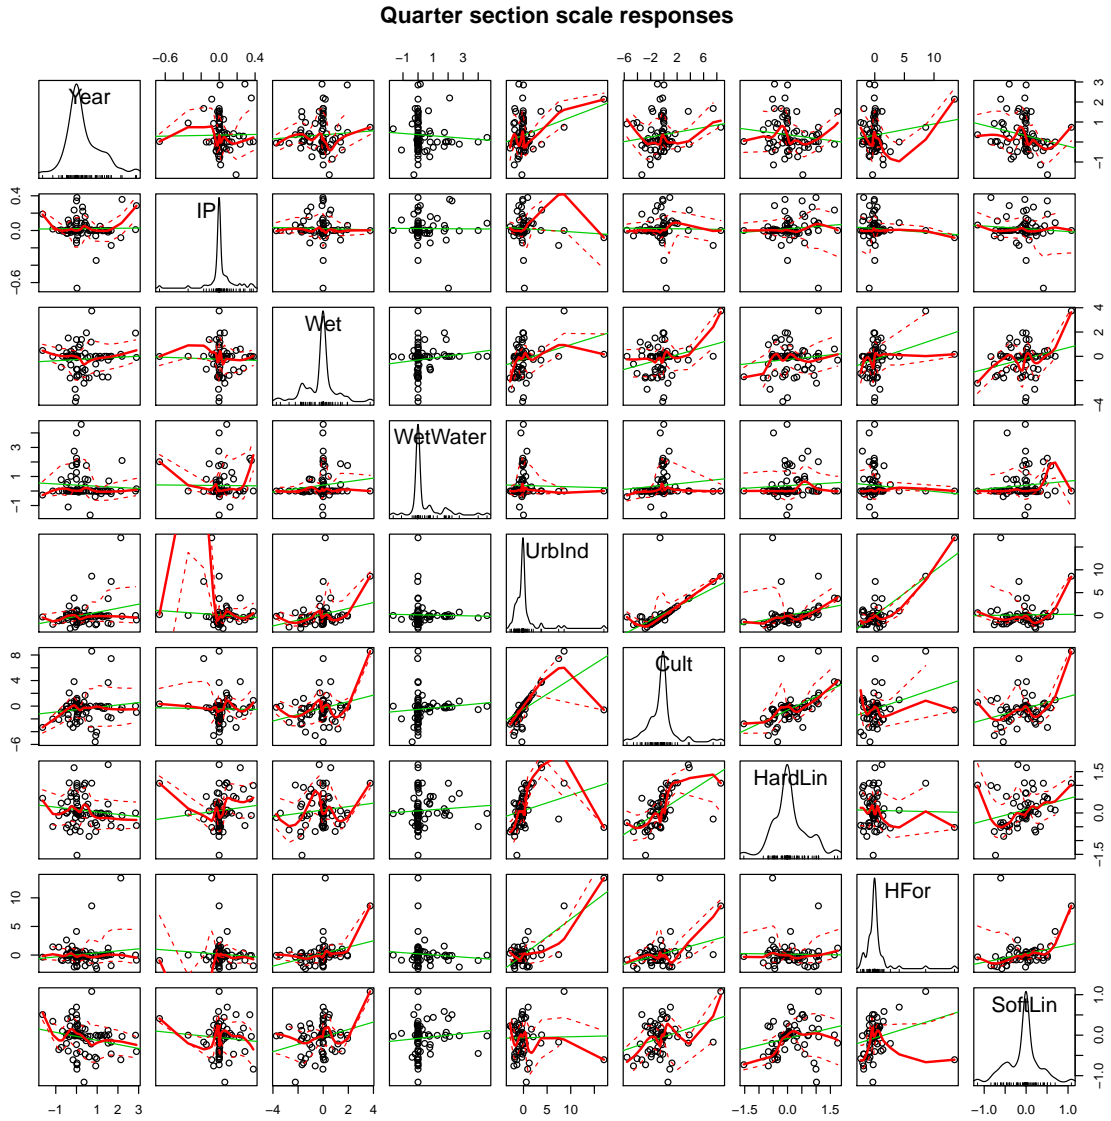 Quarter section scale responses
−0.6 0.0 0.4 −1 1 3 −6 −2 2 6 0 5 10
Year −1 0 1 2 3
−0.6 0.0 0.4 IP
Wet −4 0 4
−1 1 3 WetWater
UrbInd 0 5 10
−6 −2 2 4 8 Cult
HardLin −1.5 0.0 1.5
0 5 10 HFor
SoftLin −1.0 0.0 1.0
−1 0 1 2 3 −4 −2 0 2 4 0 5 10 −1.5 0.0 1.5 −1.0 0.0 1.0